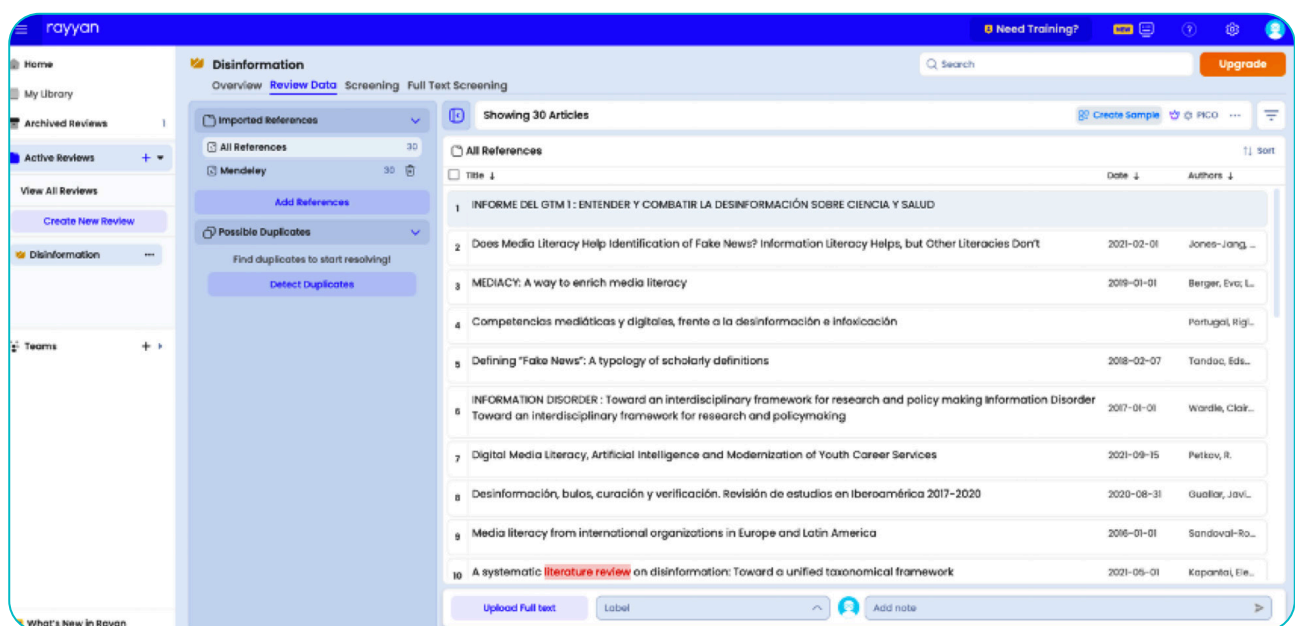 rayyan
Need Training?
NEW
Home
My Library
Archived Reviews 1
Active Reviews
View All Reviews
Create New Review
Disinformation
Teams
What's New in Rayyan
Disinformation
Search
Upgrade
Overview Review Data Screening Full Text Screening
Imported References
All References 30
Mendeley 30
Add References
Possible Duplicates
Find duplicates to start resolving!
Detect Duplicates
Showing 30 Articles
Create Sample
PICO
All References
Sort
Title Date Authors
1 INFORME DEL GTM 1 : ENTENDER Y COMBATIR LA DESINFORMACIÓN SOBRE CIENCIA Y SALUD
2 Does Media Literacy Help Identification of Fake News? Information Literacy Helps, but Other Literacies Don't 2021-02-01 Jones-Jang, ...
3 MEDIACY: A way to enrich media literacy 2019-01-01 Berger, Eva; L...
4 Competencias mediáticas y digitales, frente a la desinformación e infoxicación Portugal, Rigl...
5 Defining "Fake News": A typology of scholarly definitions 2018-02-07 Tandoc, Eds...
6 INFORMATION DISORDER : Toward an interdisciplinary framework for research and policy making Information Disorder
Toward an interdisciplinary framework for research and policymaking 2017-01-01 Wardle, Clair...
7 Digital Media Literacy, Artificial Intelligence and Modernization of Youth Career Services 2021-09-15 Petkov, R.
8 Desinformación, bulos, curación y verificación. Revisión de estudios en Iberoamérica 2017-2020 2020-08-31 Guallar, Javi...
9 Media literacy from international organizations in Europe and Latin America 2016-01-01 Sandoval-Ro...
10 A systematic literature review on disinformation: Toward a unified taxonomical framework 2021-05-01 Kapantai, Ele...
Upload Full text
Label
Add note